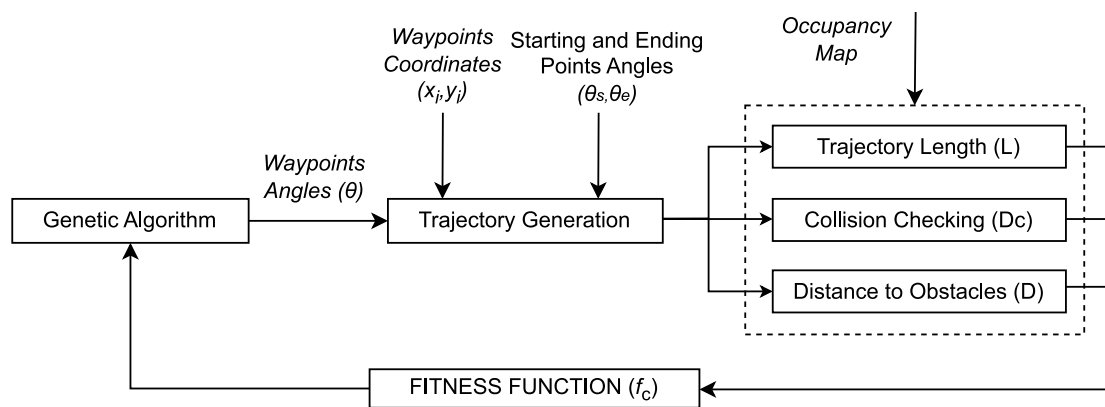 Waypoints
Coordinates
(xᵢ,yᵢ)
Starting and Ending
Points Angles
(θs,θe)
Occupancy
Map
Waypoints
Angles (θ)
Genetic Algorithm
Trajectory Generation
Trajectory Length (L)
Collision Checking (Dc)
Distance to Obstacles (D)
FITNESS FUNCTION (fc)